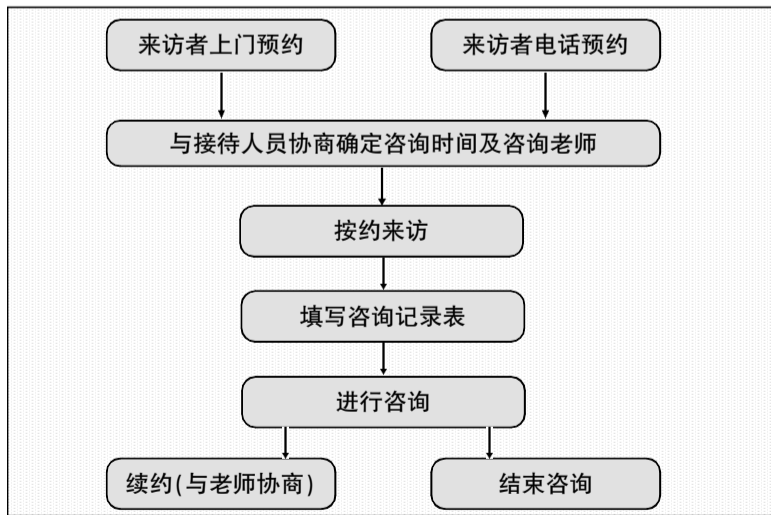 来访者上门预约
来访者电话预约
与接待人员协商确定咨询时间及咨询老师
按约来访
填写咨询记录表
进行咨询
续约(与老师协商)
结束咨询